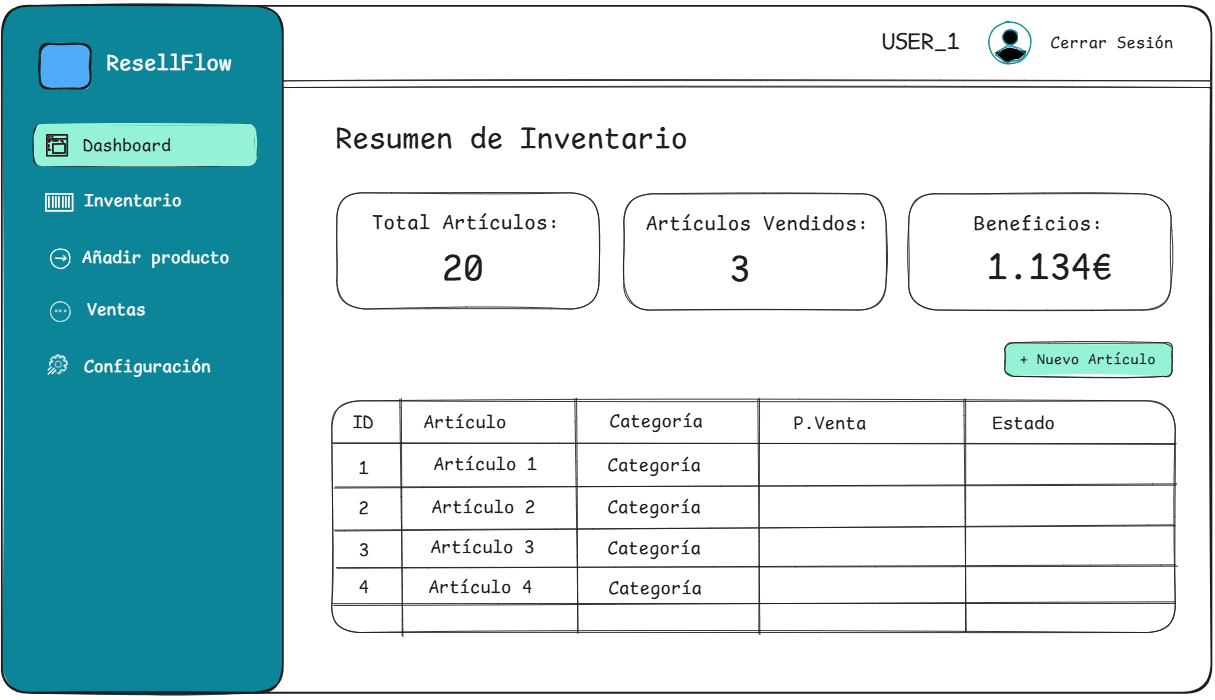 ResellFlow
USER_1 Cerrar Sesión
Dashboard
Inventario
Añadir producto
Ventas
Configuración
Resumen de Inventario
Total Artículos: Artículos Vendidos: Beneficios:
20 3 1.134€
+ Nuevo Artículo
ID Artículo Categoría P.Venta Estado
1 Artículo 1 Categoría
2 Artículo 2 Categoría
3 Artículo 3 Categoría
4 Artículo 4 Categoría